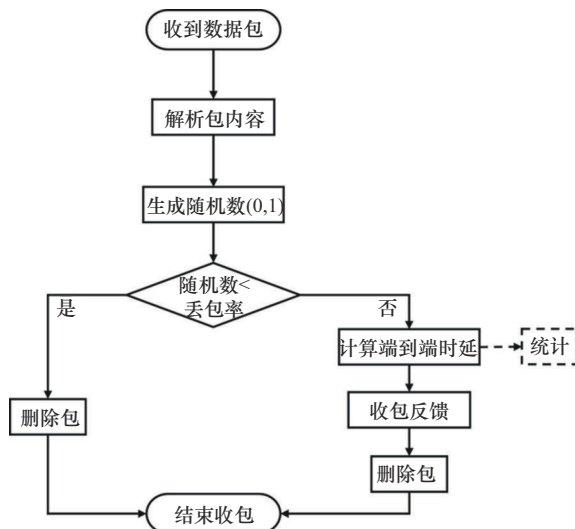 收到数据包
解析包内容
生成随机数(0,1)
随机数<
丢包率
是
否
计算端到端时延
统计
收包反馈
删除包
删除包
结束收包